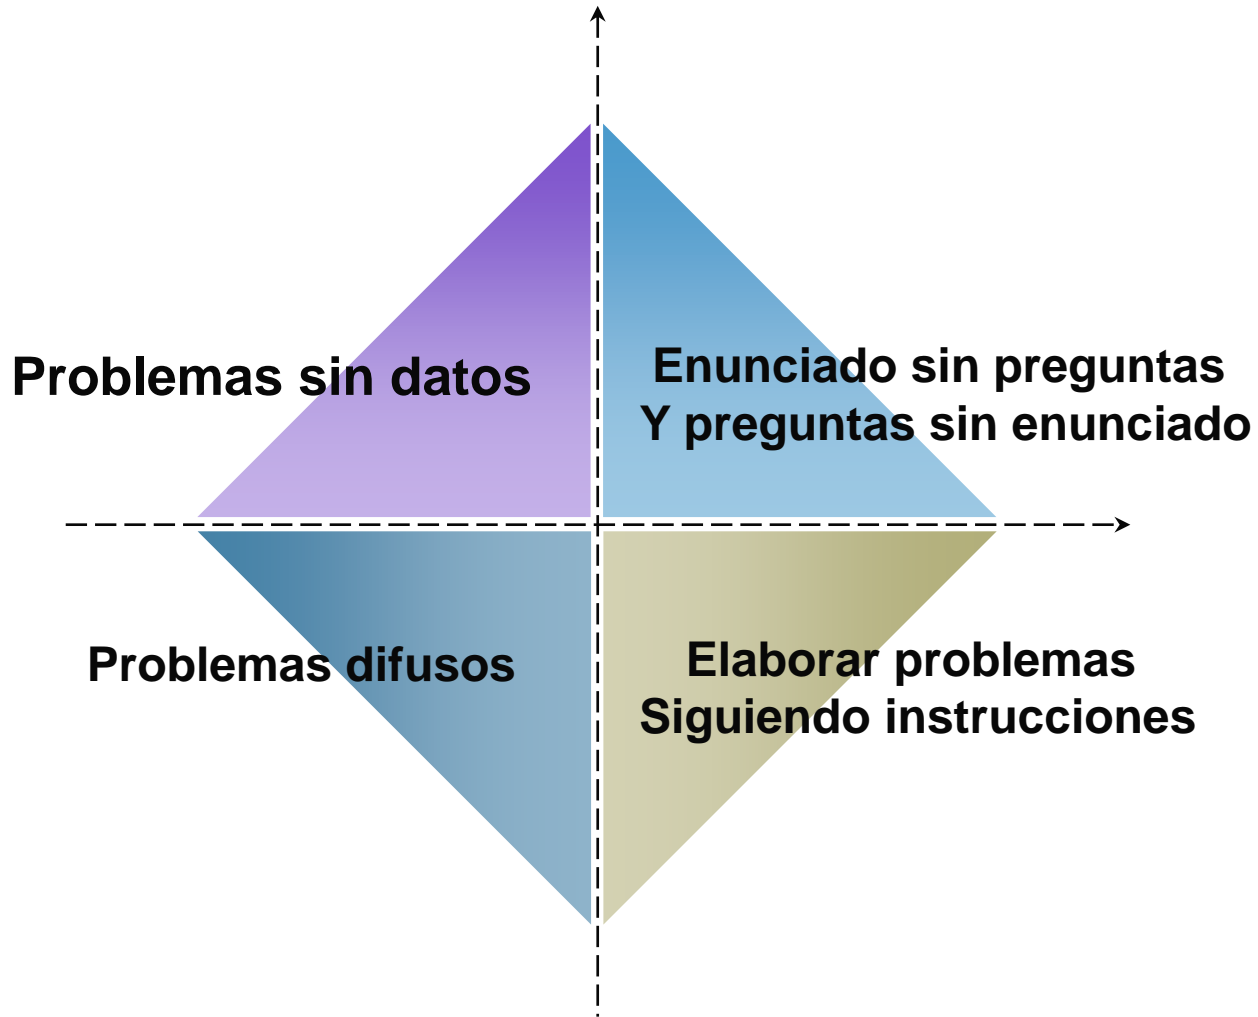 Problemas sin datos
Enunciado sin preguntas
Y preguntas sin enunciado
Problemas difusos
Elaborar problemas
Siguiendo instrucciones